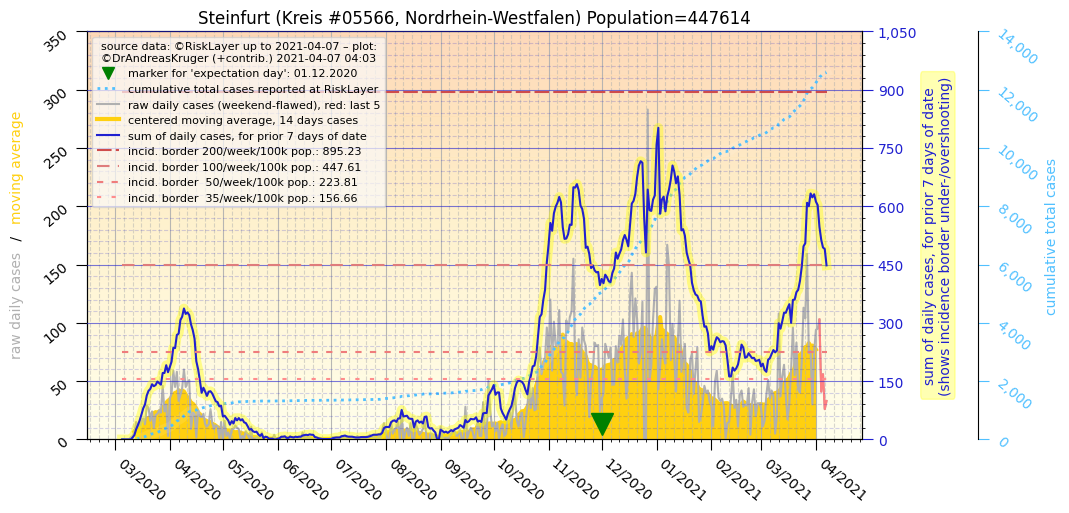 Steinfurt (Kreis #05566, Nordrhein-Westfalen) Population=447614
source data: ©RiskLayer up to 2021-04-07 – plot:
©DrAndreasKruger (+contrib.) 2021-04-07 04:03
marker for 'expectation day': 01.12.2020
cumulative total cases reported at RiskLayer
raw daily cases (weekend-flawed), red: last 5
centered moving average, 14 days cases
sum of daily cases, for prior 7 days of date
incid. border 200/week/100k pop.: 895.23
incid. border 100/week/100k pop.: 447.61
incid. border  50/week/100k pop.: 223.81
incid. border  35/week/100k pop.: 156.66
raw daily cases  /  moving average
350
300
250
200
150
100
50
0
03/2020
04/2020
05/2020
06/2020
07/2020
08/2020
09/2020
10/2020
11/2020
12/2020
01/2021
02/2021
03/2021
04/2021
1,050
900
750
600
450
300
150
0
sum of daily cases, for prior 7 days of date
(shows incidence border under-/overshooting)
14,000
12,000
10,000
8,000
6,000
4,000
2,000
0
cumulative total cases